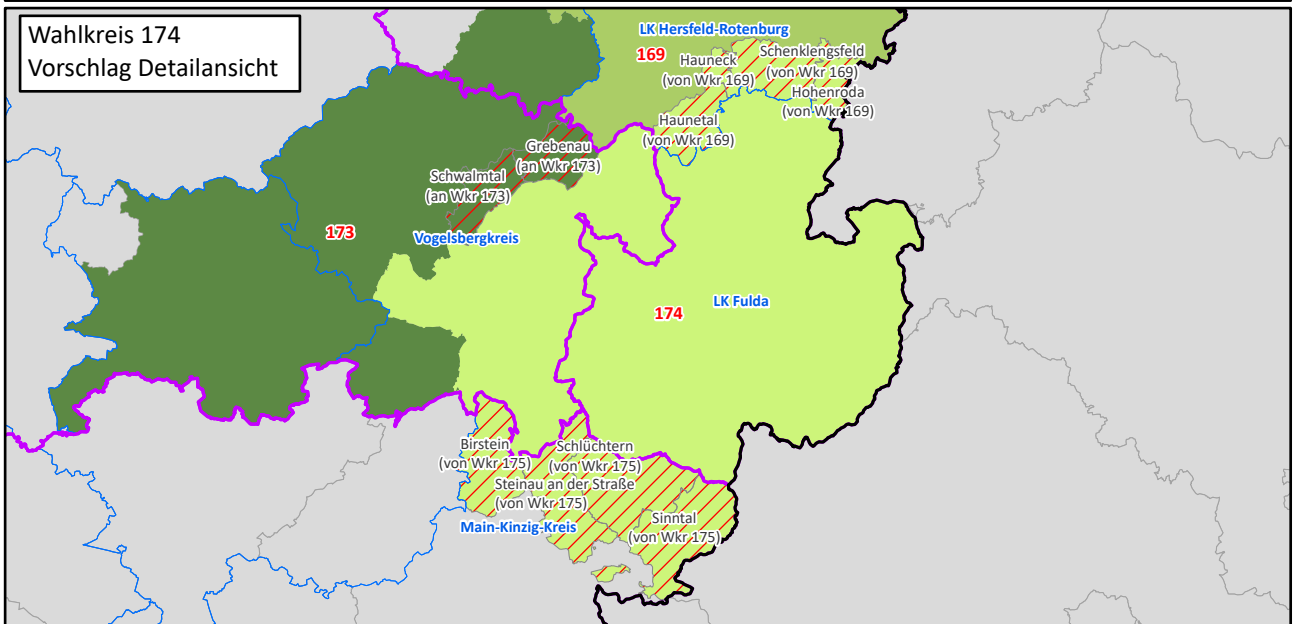 Wahlkreis 174
Vorschlag Detailansicht
LK Hersfeld-Rotenburg
169
Hauneck
(von Wkr 169)
Schenklengsfeld
(von Wkr 169)
Hohenroda
(von Wkr 169)
Haunetal
(von Wkr 169)
Grebenau
(an Wkr 173)
Schwalmtal
(an Wkr 173)
173
Vogelsbergkreis
174
LK Fulda
Birstein
(von Wkr 175)
Schlüchtern
(von Wkr 175)
Steinau an der Straße
(von Wkr 175)
Main-Kinzig-Kreis
Sinntal
(von Wkr 175)